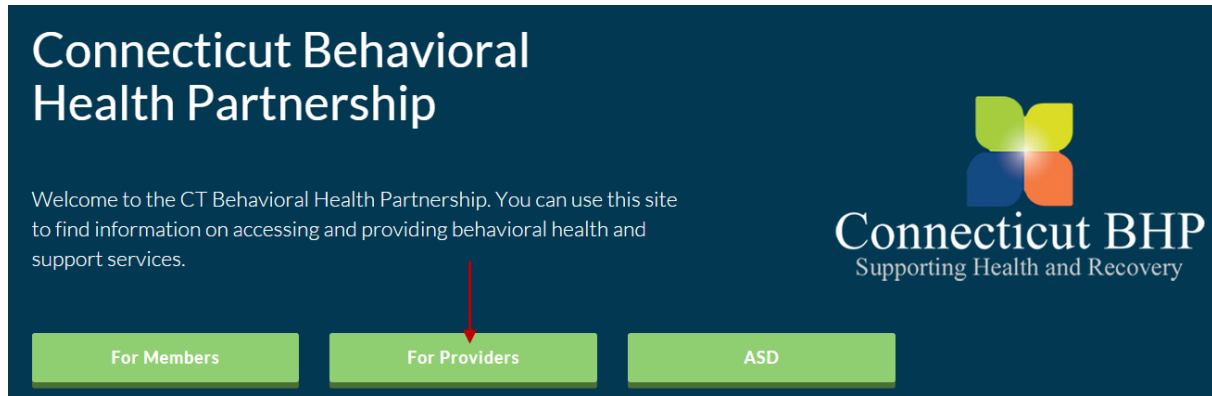 Connecticut Behavioral
Health Partnership
Welcome to the CT Behavioral Health Partnership. You can use this site
to find information on accessing and providing behavioral health and
support services.
Connecticut BHP
Supporting Health and Recovery
For Members
For Providers
ASD